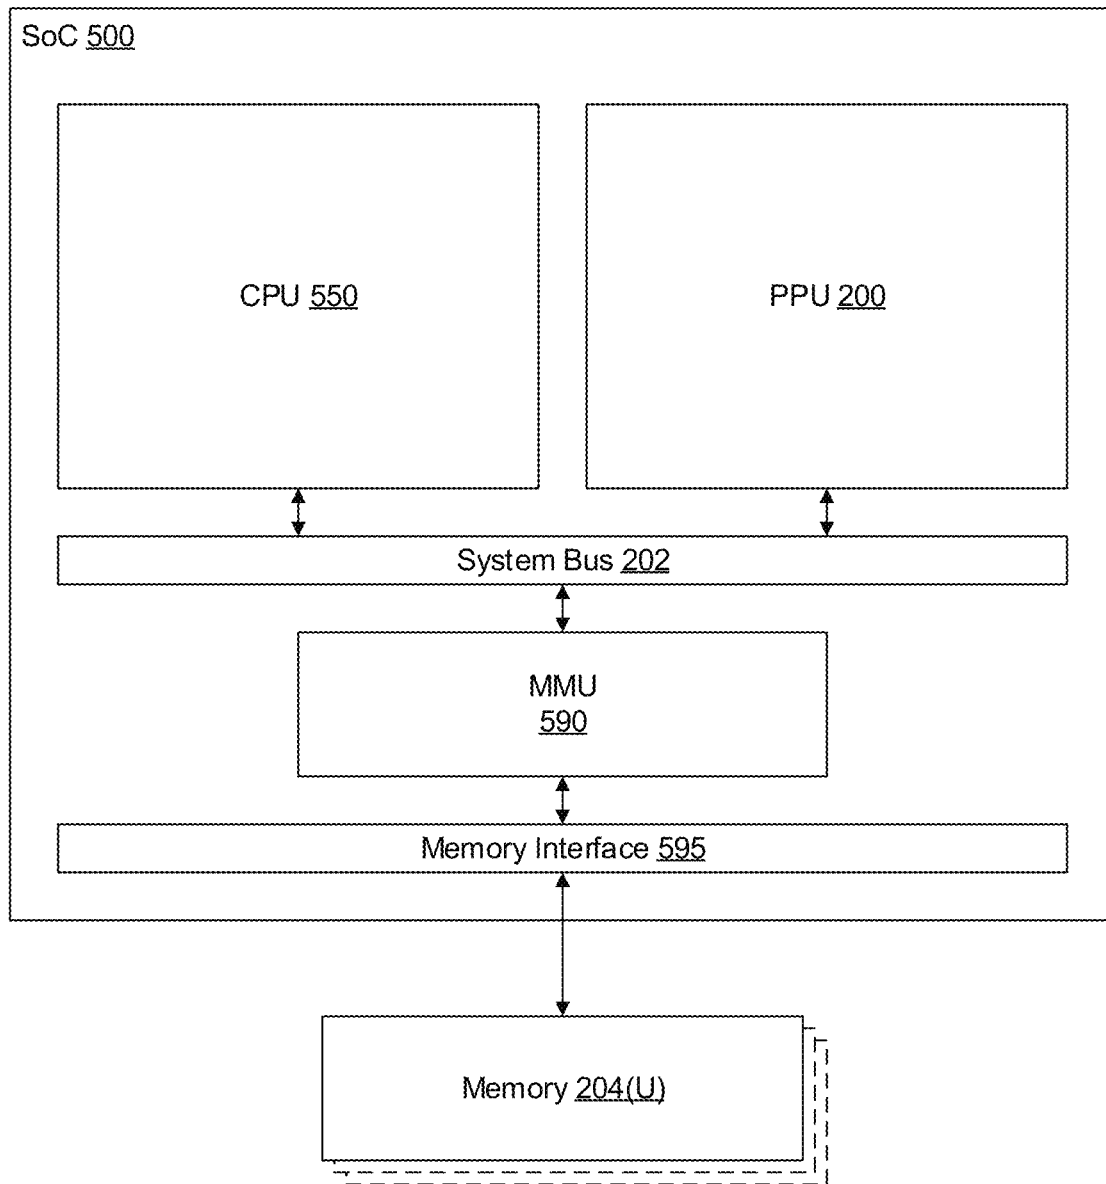 SoC 500
CPU 550
PPU 200
System Bus 202
MMU
590
Memory Interface 595
Memory 204(U)